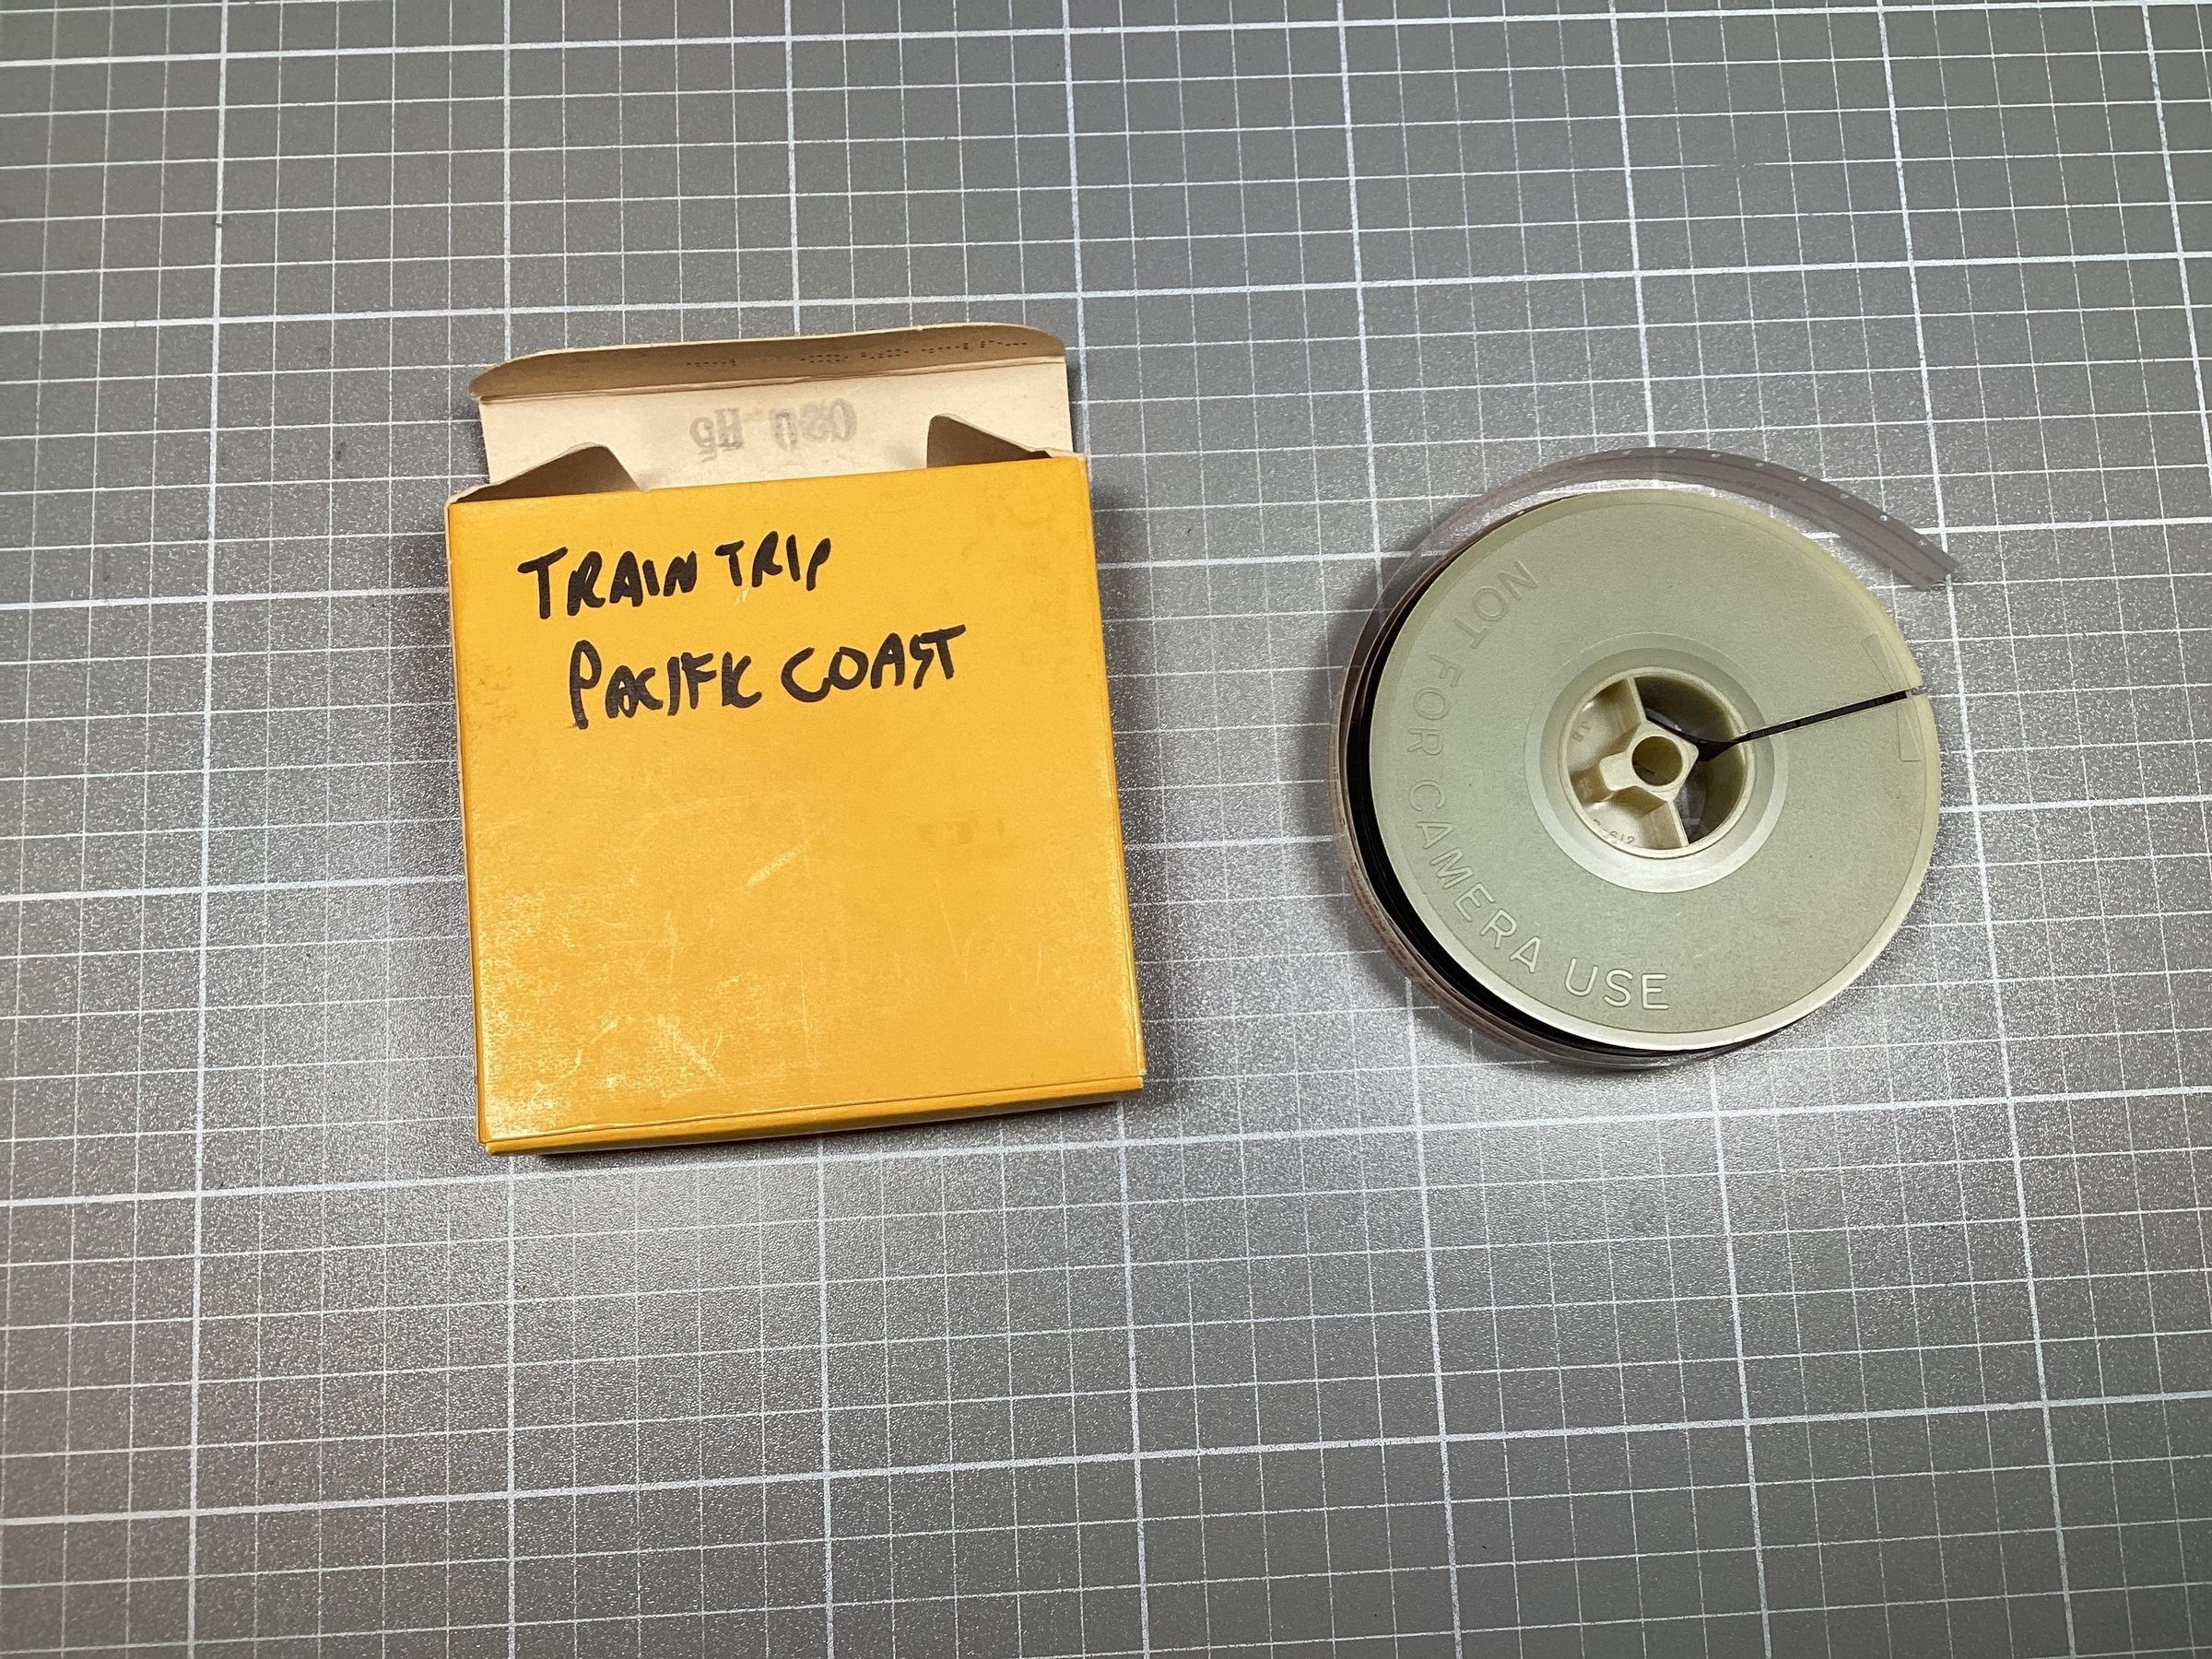 TRAIN TRIP
PACIFIC COAST
NOT FOR CAMERA USE